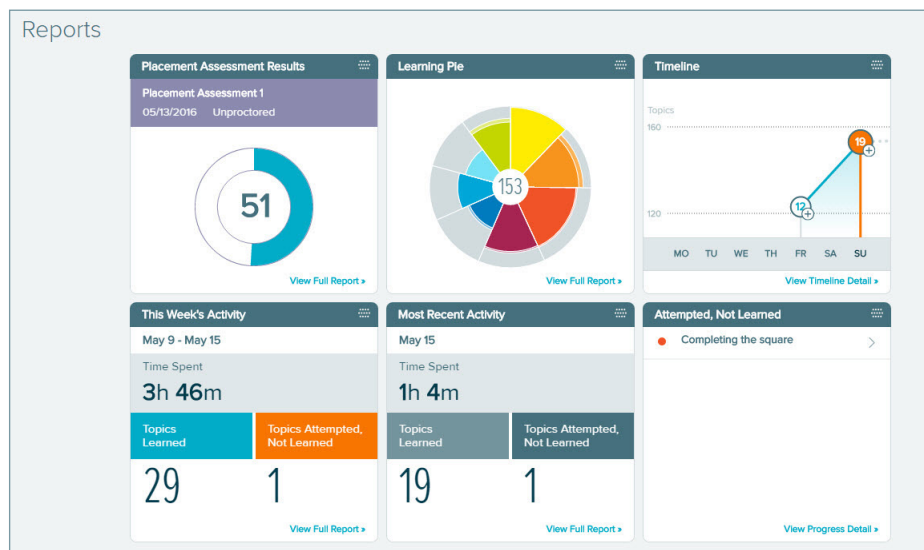 Reports
Placement Assessment Results
Placement Assessment 1
05/13/2016 Unproctored
51
View Full Report »
Learning Pie
153
View Full Report »
Timeline
Topics
160
19
12
120
MO TU WE TH FR SA SU
View Timeline Detail »
This Week's Activity
May 9 - May 15
Time Spent
3h 46m
Topics
Learned
Topics Attempted,
Not Learned
29
1
View Full Report »
Most Recent Activity
May 15
Time Spent
1h 4m
Topics
Learned
Topics Attempted,
Not Learned
19
1
View Full Report »
Attempted, Not Learned
Completing the square
View Progress Detail »